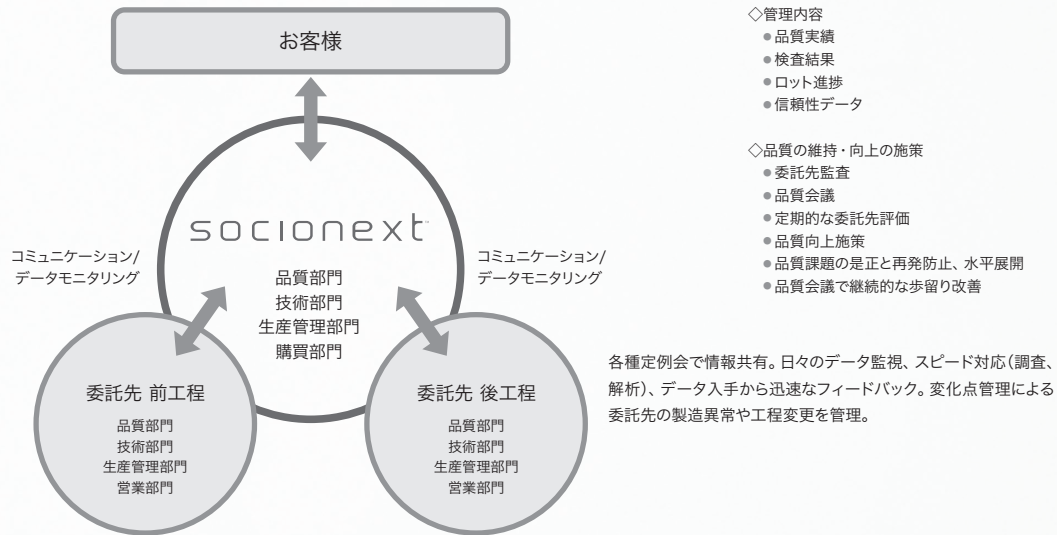 お客様
socionext™
品質部門
技術部門
生産管理部門
購買部門
コミュニケーション/
データモニタリング
コミュニケーション/
データモニタリング
委託先 前工程
品質部門
技術部門
生産管理部門
営業部門
委託先 後工程
品質部門
技術部門
生産管理部門
営業部門
◇管理内容
●品質実績
●検査結果
●ロット進捗
●信頼性データ
◇品質の維持・向上の施策
●委託先監査
●品質会議
●定期的な委託先評価
●品質向上施策
●品質課題の是正と再発防止、水平展開
●品質会議で継続的な歩留り改善
各種定例会で情報共有。日々のデータ監視、スピード対応(調査、
解析)、データ入手から迅速なフィードバック。変化点管理による
委託先の製造異常や工程変更を管理。